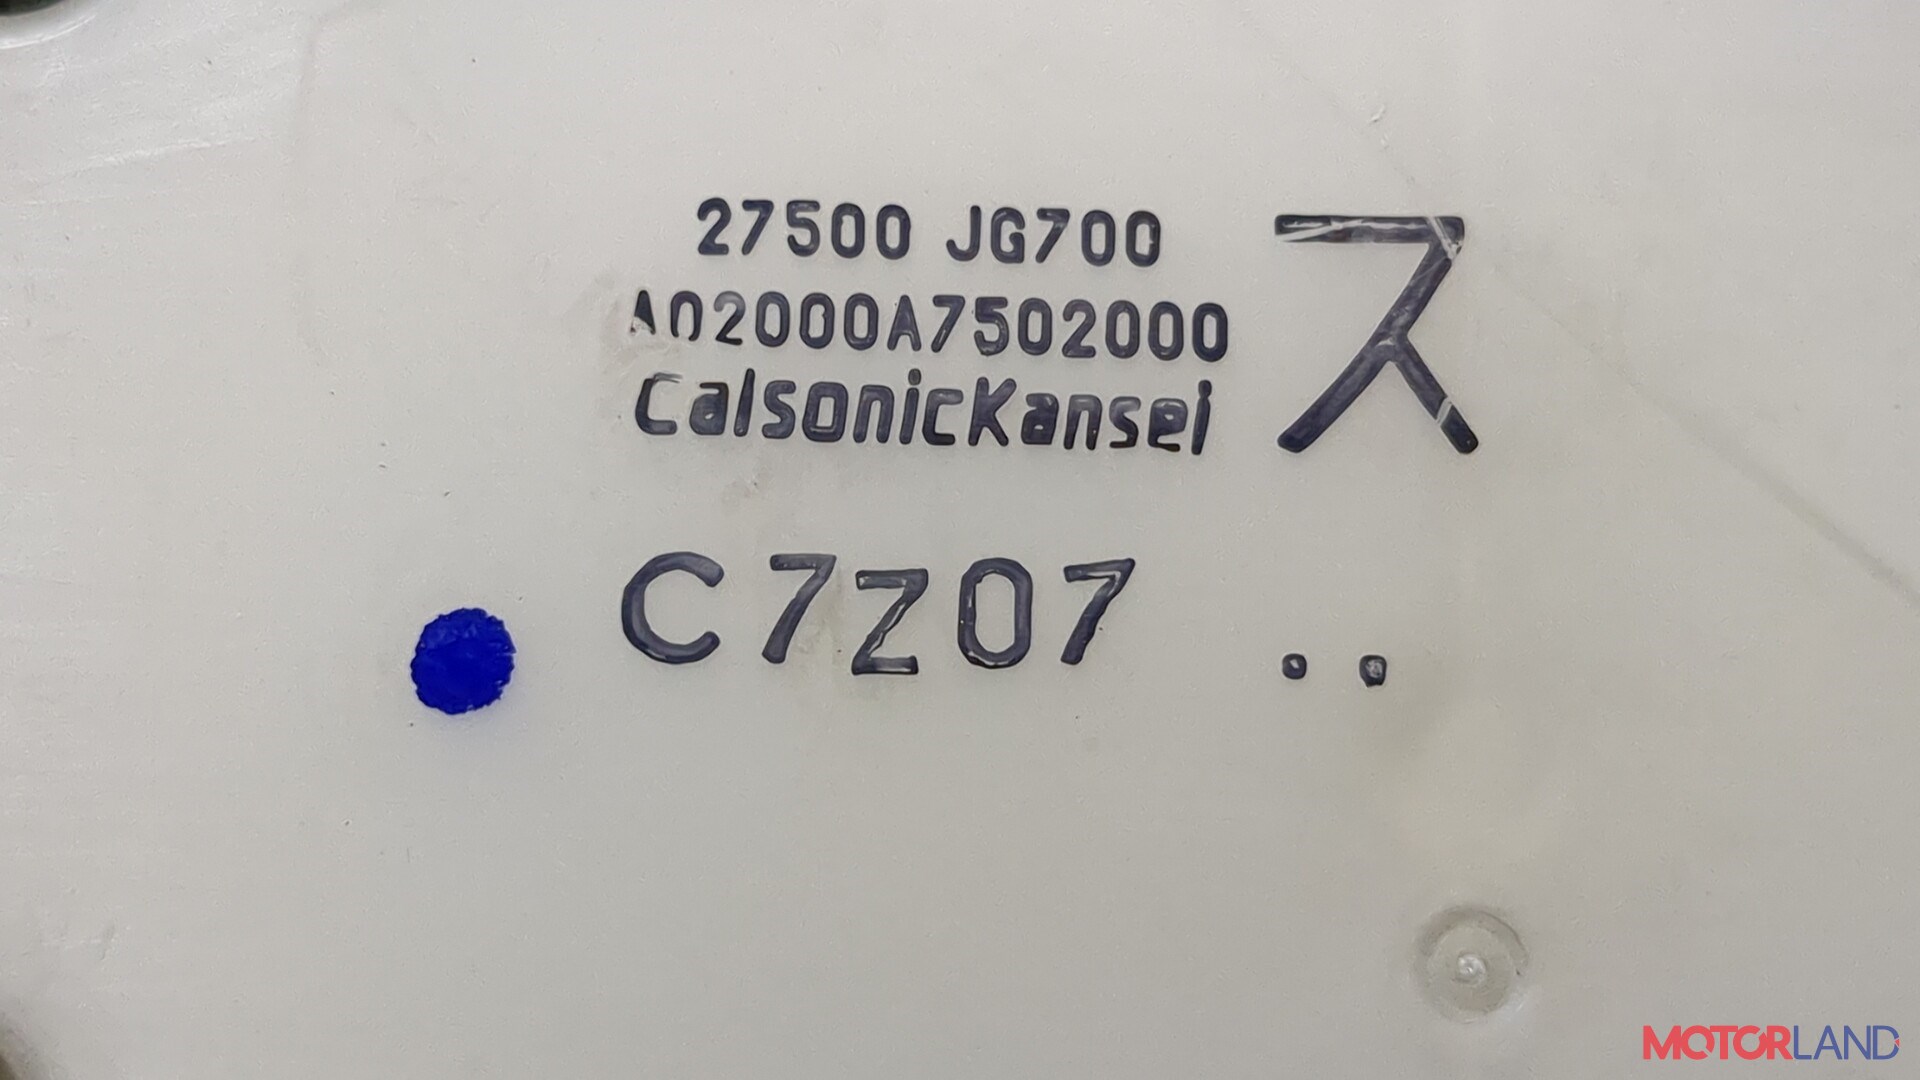 27500 JG700
A02000A7502000
CalsonicKansei
ス
C7Z07 ..
MOTORLAND